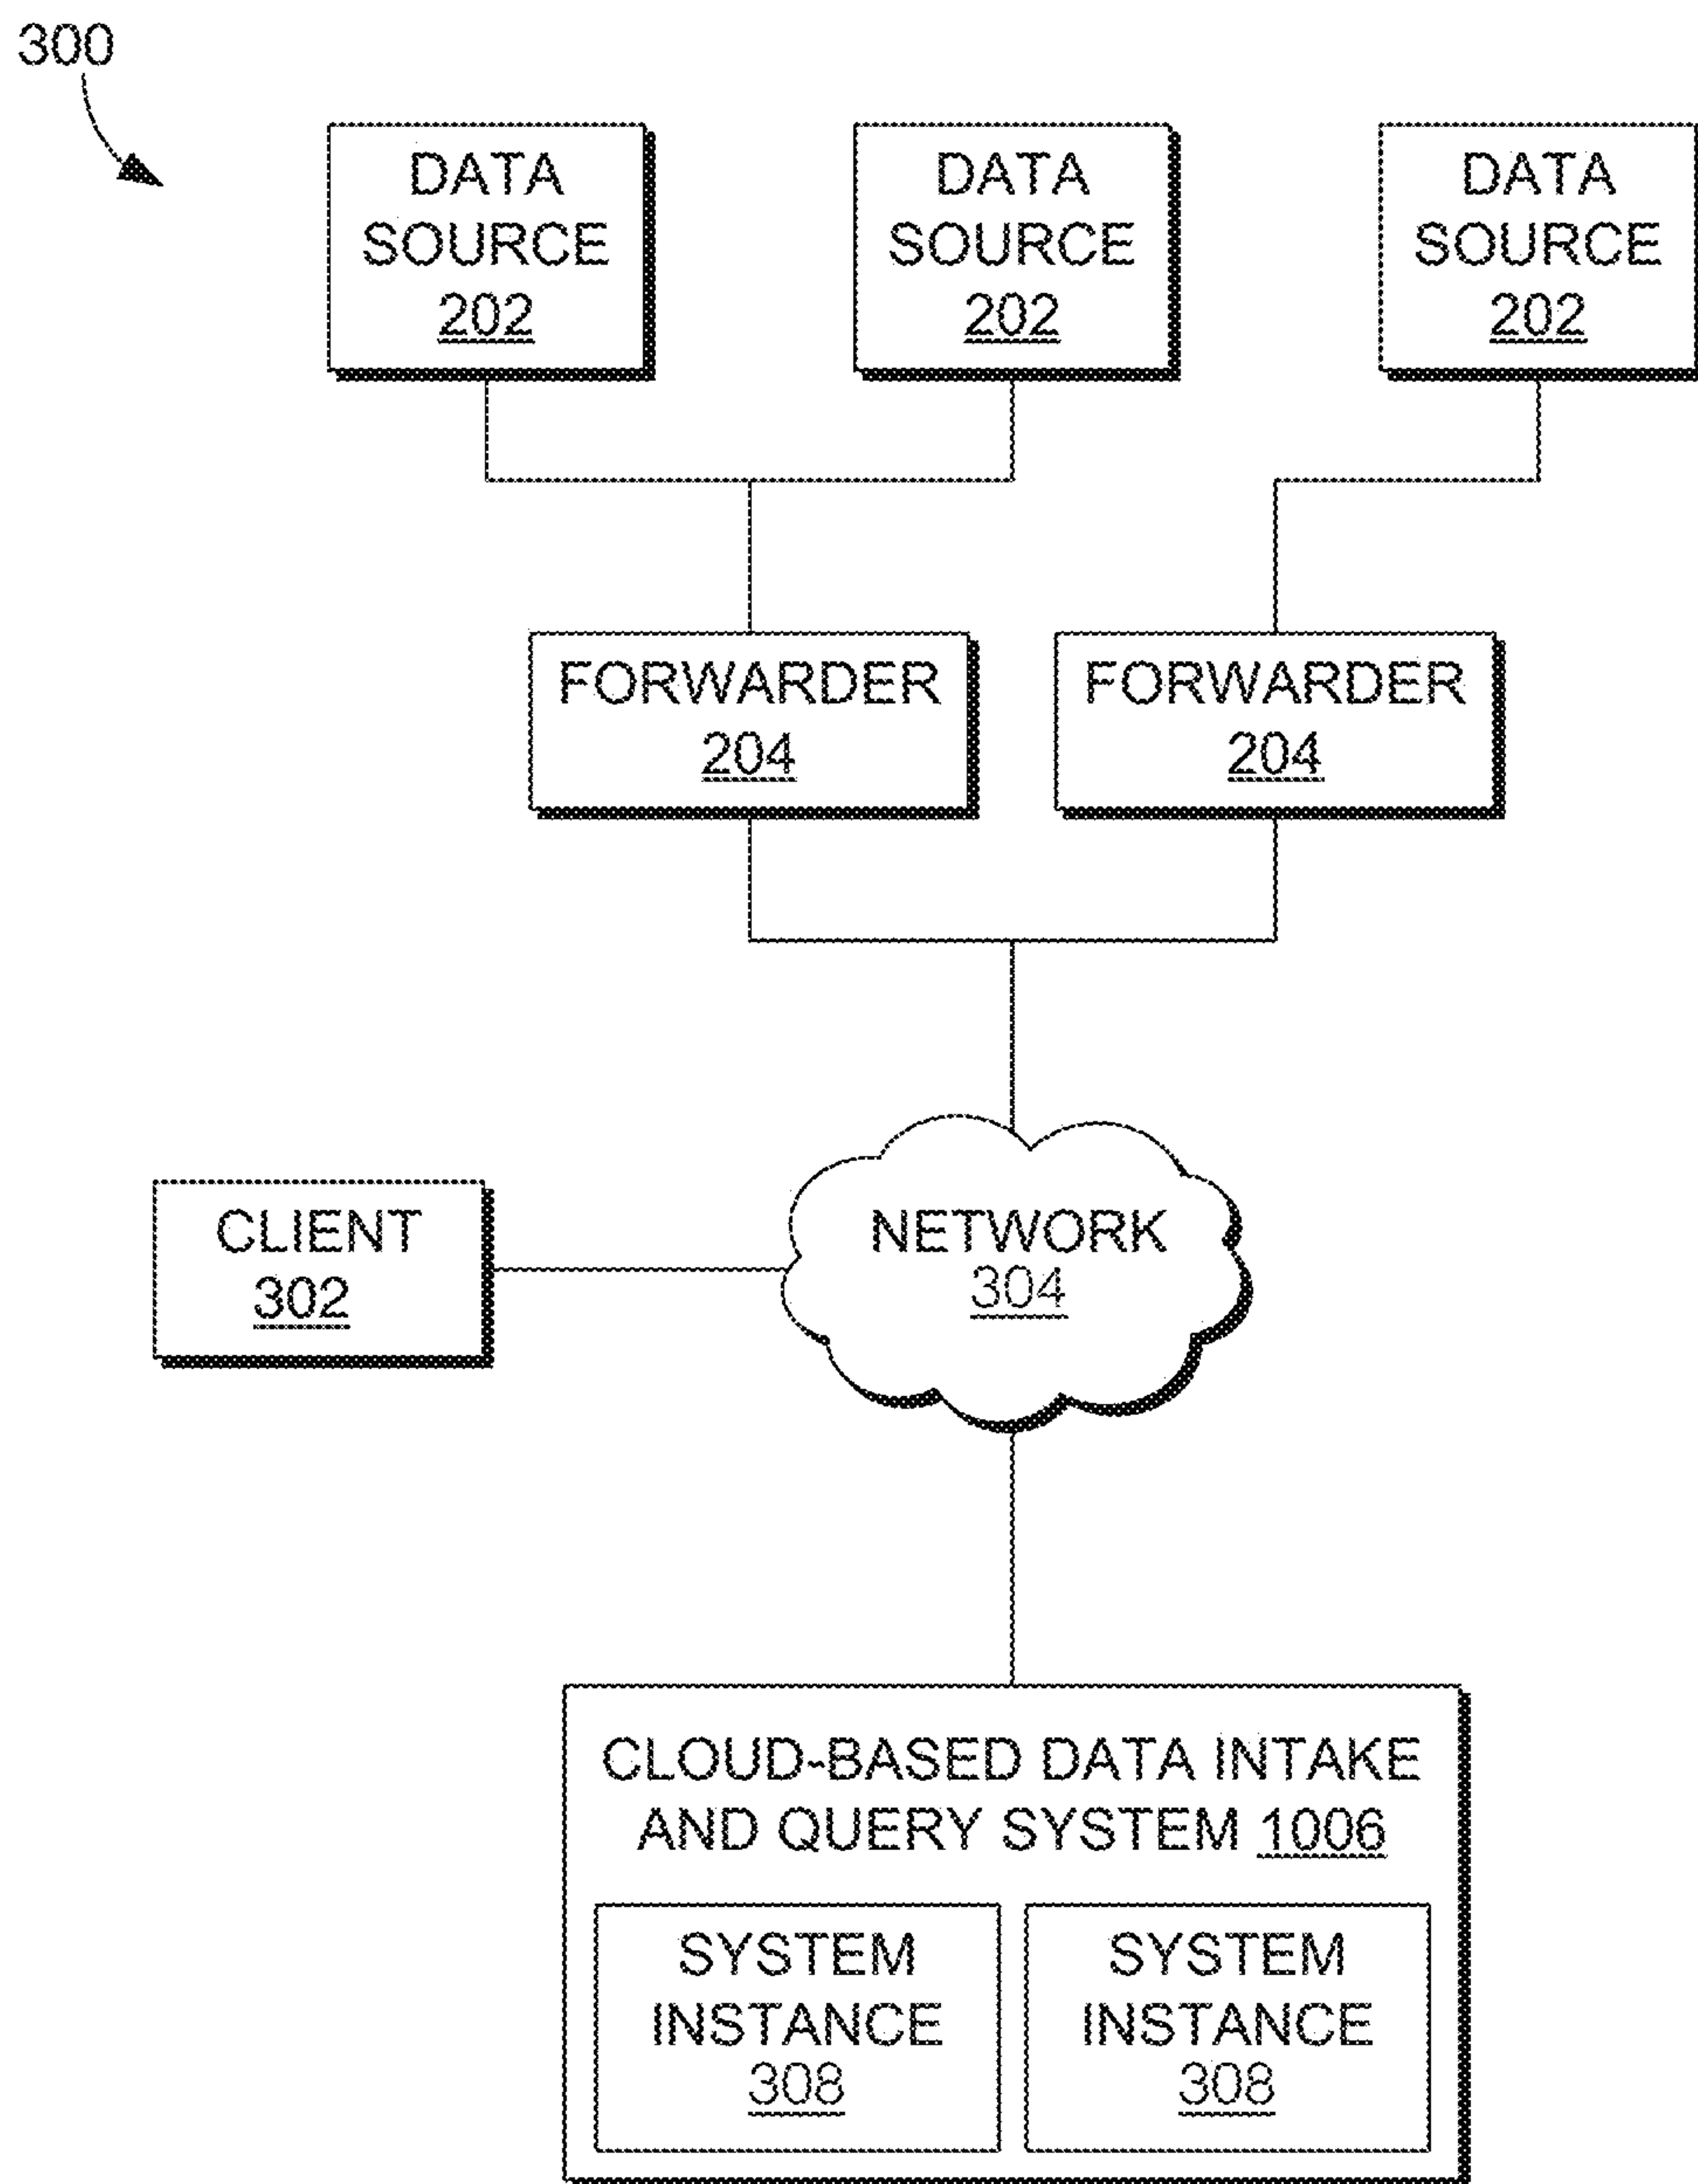 300
DATA
SOURCE
202
DATA
SOURCE
202
DATA
SOURCE
202
FORWARDER
204
FORWARDER
204
CLIENT
302
NETWORK
304
CLOUD-BASED DATA INTAKE
AND QUERY SYSTEM 1006
SYSTEM
INSTANCE
308
SYSTEM
INSTANCE
308